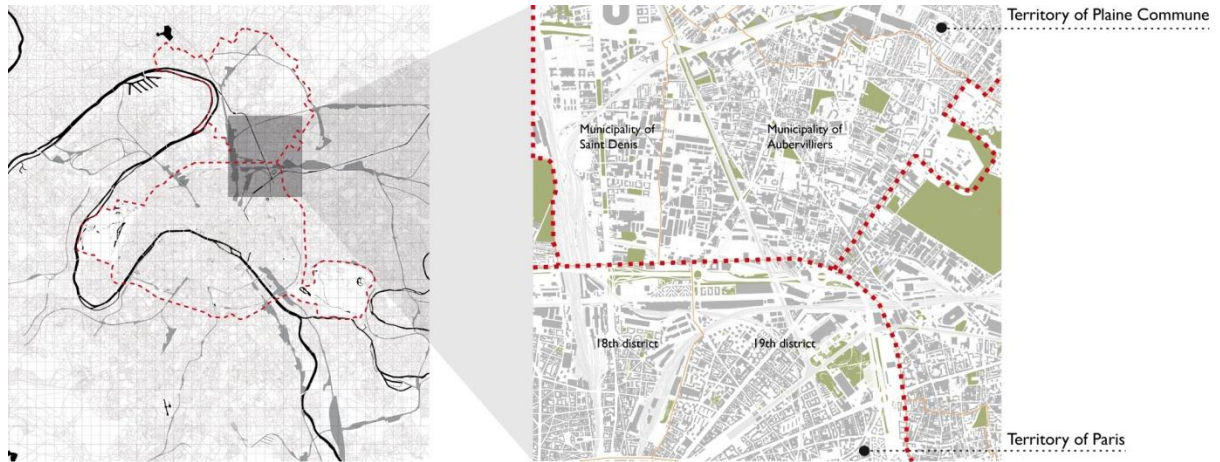 Territory of Plaine Commune
Municipality of
Saint Denis
Municipality of
Aubervilliers
18th district
19th district
Territory of Paris